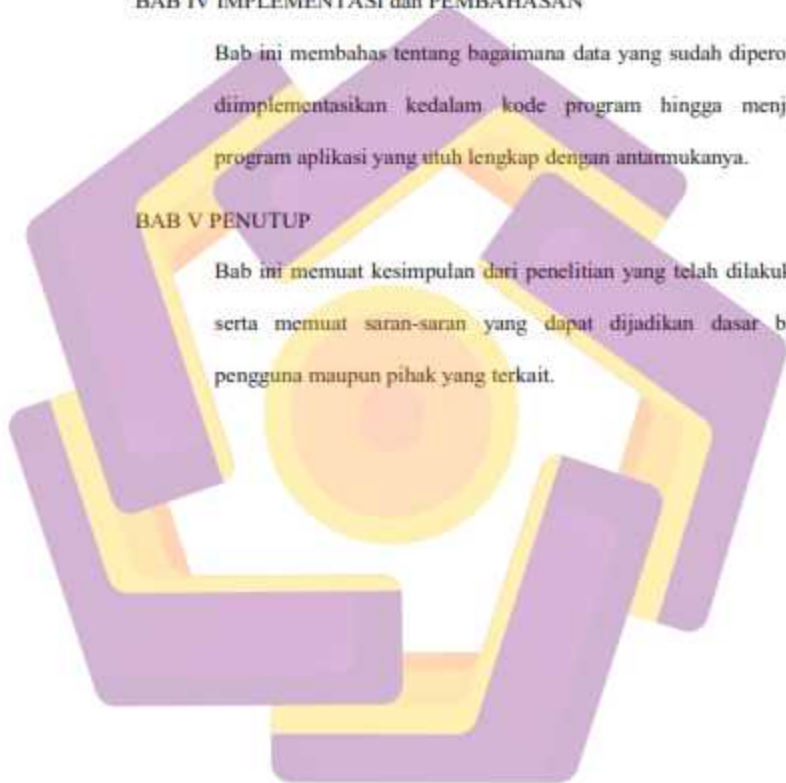 BAB IV IMPLEMENTASI dan PEMBAHASAN
Bab ini membahas tentang bagaimana data yang sudah dipero
diimplementasikan kedalam kode program hingga menj
program aplikasi yang utuh lengkap dengan antarmukanya.
BAB V PENUTUP
Bab ini memuat kesimpulan dari penelitian yang telah dilakuk
serta memuat saran-saran yang dapat dijadikan dasar b
pengguna maupun pihak yang terkait.